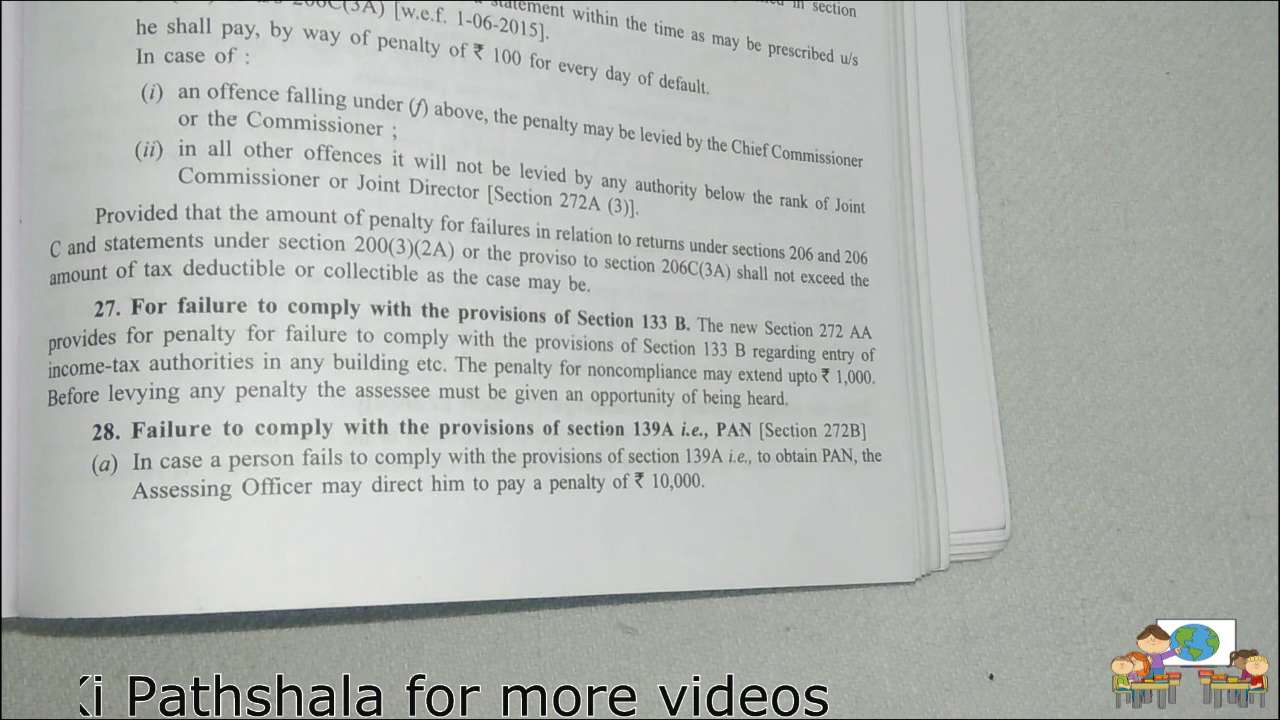 in section
statement within the time as may be prescribed u/s
206C(3A) [w.e.f. 1-06-2015].
he shall pay, by way of penalty of ₹ 100 for every day of default.
In case of :
(i) an offence falling under (f) above, the penalty may be levied by the Chief Commissioner
or the Commissioner ;
(ii) in all other offences it will not be levied by any authority below the rank of Joint
Commissioner or Joint Director [Section 272A (3)].
Provided that the amount of penalty for failures in relation to returns under sections 206 and 206
C and statements under section 200(3)(2A) or the proviso to section 206C(3A) shall not exceed the
amount of tax deductible or collectible as the case may be.
27. For failure to comply with the provisions of Section 133 B. The new Section 272 AA
provides for penalty for failure to comply with the provisions of Section 133 B regarding entry of
income-tax authorities in any building etc. The penalty for noncompliance may extend upto ₹ 1,000.
Before levying any penalty the assessee must be given an opportunity of being heard.
28. Failure to comply with the provisions of section 139A i.e., PAN [Section 272B]
(a) In case a person fails to comply with the provisions of section 139A i.e., to obtain PAN, the
Assessing Officer may direct him to pay a penalty of ₹ 10,000.
Pathshala for more videos